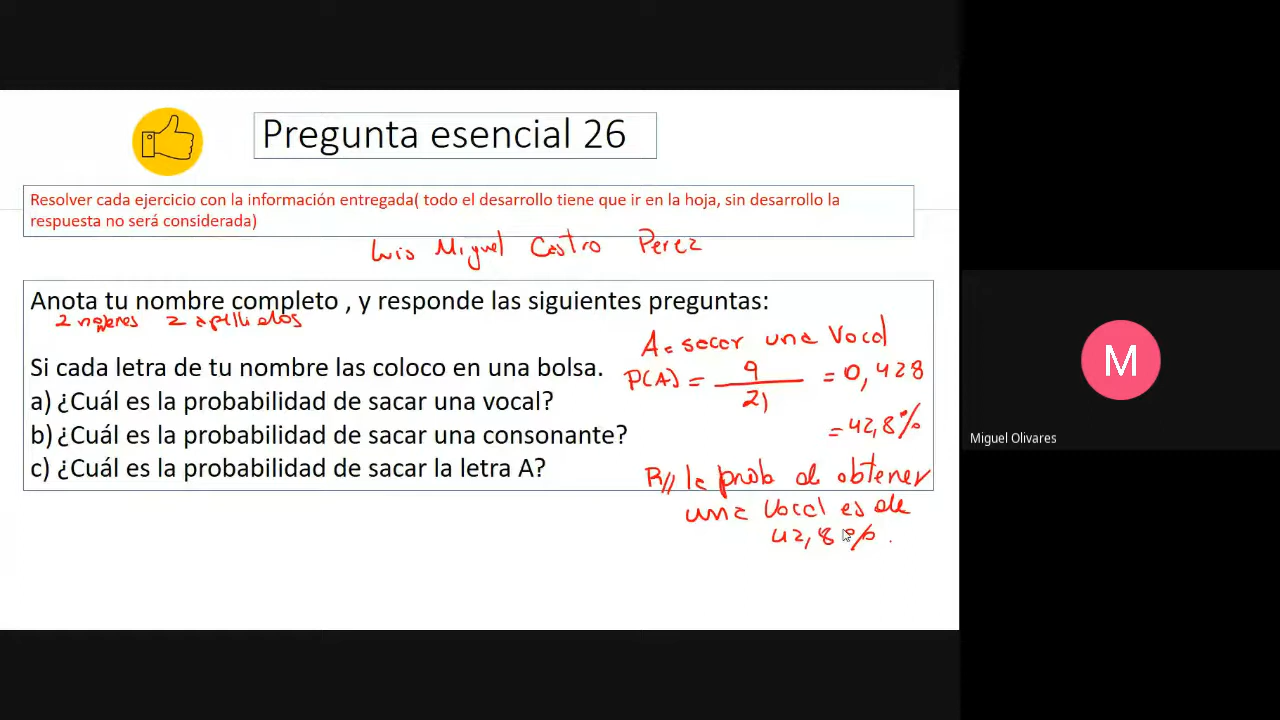 Pregunta esencial 26
Resolver cada ejercicio con la información entregada( todo el desarrollo tiene que ir en la hoja, sin desarrollo la
respuesta no será considerada)
Luis Miguel Castro Perez
Anota tu nombre completo , y responde las siguientes preguntas:
2 nombres 2 apellidos
A= sacar una Vocal
Si cada letra de tu nombre las coloco en una bolsa.
P(A) = 9/21 = 0,428
a) ¿Cuál es la probabilidad de sacar una vocal?
= 42,8%
b) ¿Cuál es la probabilidad de sacar una consonante?
c) ¿Cuál es la probabilidad de sacar la letra A?
R// la prob de obtener
una Vocal es de
42,8%.
M
Miguel Olivares